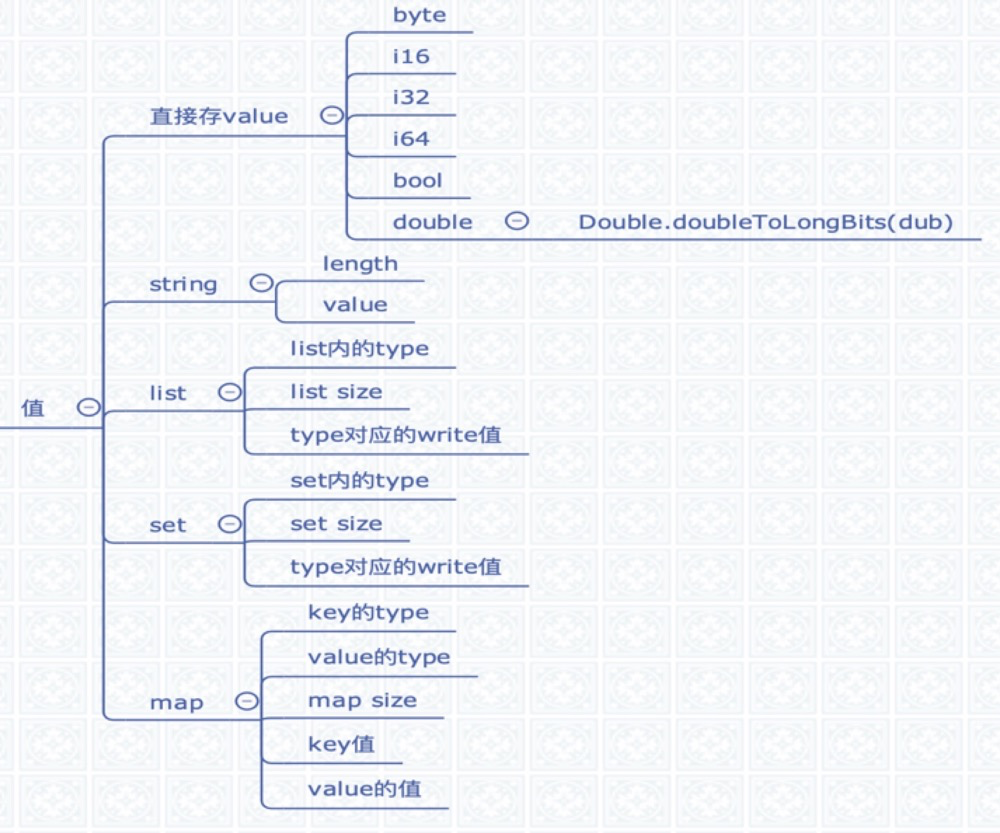 byte
i16
i32
i64
bool
直接存value
double
Double.doubleToLongBits(dub)
length
string
value
list内的type
list
list size
type对应的write值
值
set内的type
set
set size
type对应的write值
key的type
value的type
map
map size
key值
value的值